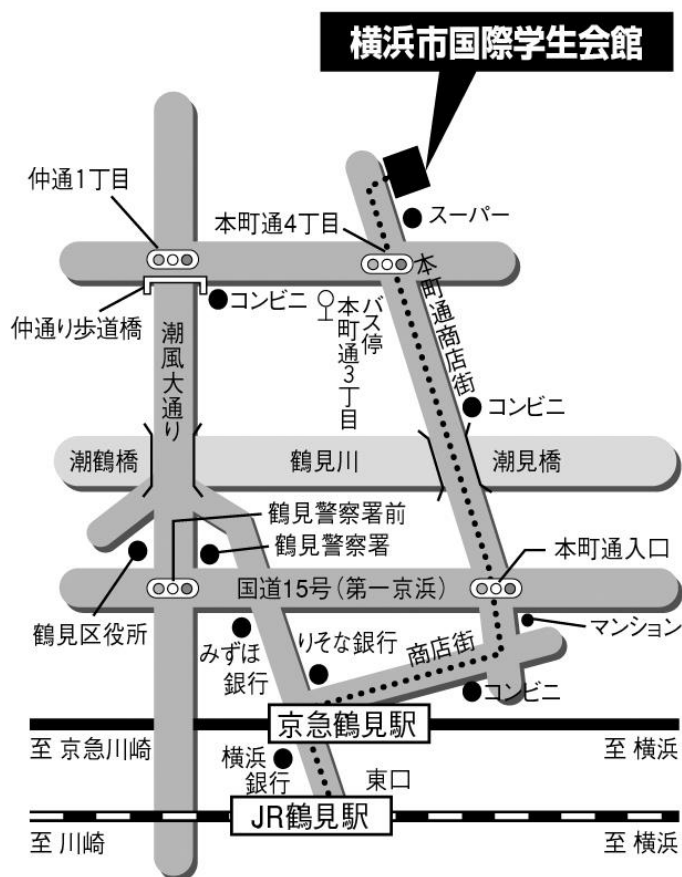 横浜市国際学生会館
仲通1丁目
本町通4丁目
スーパー
仲通り歩道橋
コンビニ
バス停
本町通3丁目
本町通商店街
潮風大通り
コンビニ
潮鶴橋
鶴見川
潮見橋
鶴見警察署前
鶴見警察署
本町通入口
国道15号(第一京浜)
鶴見区役所
みずほ
銀行
りそな銀行
商店街
マンション
コンビニ
京急鶴見駅
至 京急川崎
至 横浜
横浜
銀行
東口
JR鶴見駅
至 川崎
至 横浜